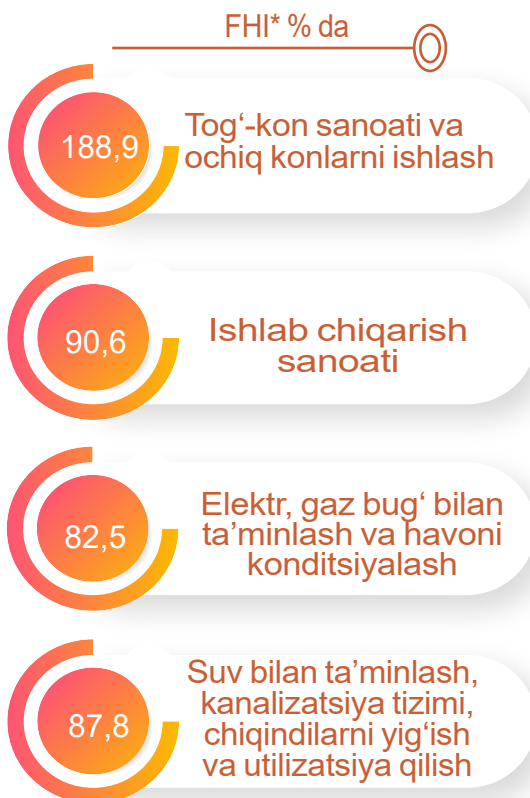 FHI* % da
188,9
Tog‘-kon sanoati va
ochiq konlarni ishlash
90,6
Ishlab chiqarish
sanoati
82,5
Elektr, gaz bug‘ bilan
ta’minlash va havoni
konditsiyalash
87,8
Suv bilan ta’minlash,
kanalizatsiya tizimi,
chiqindilarni yig‘ish
va utilizatsiya qilish